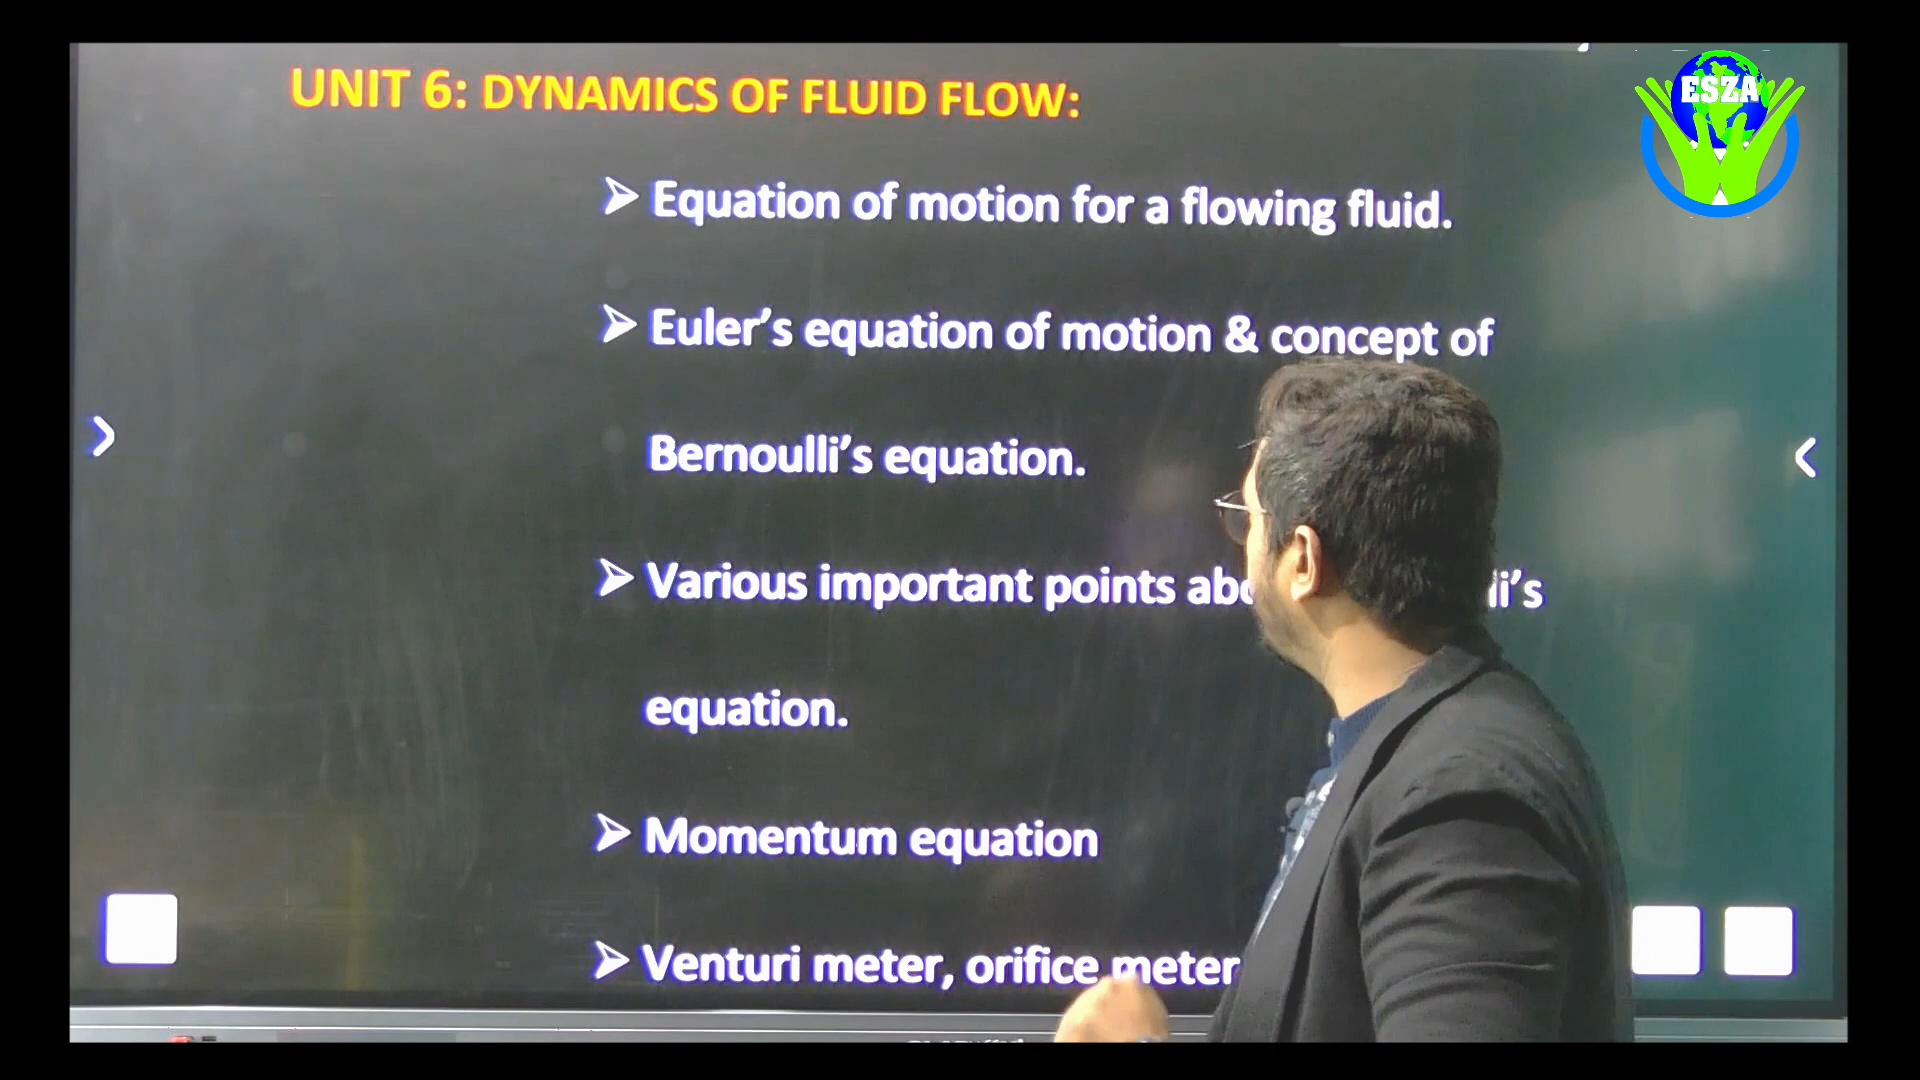 UNIT 6: DYNAMICS OF FLUID FLOW:
ESZA
➢ Equation of motion for a flowing fluid.
➢ Euler’s equation of motion & concept of
Bernoulli’s equation.
➢ Various important points
equation.
➢ Momentum equation
➢ Venturi meter, orifice meter